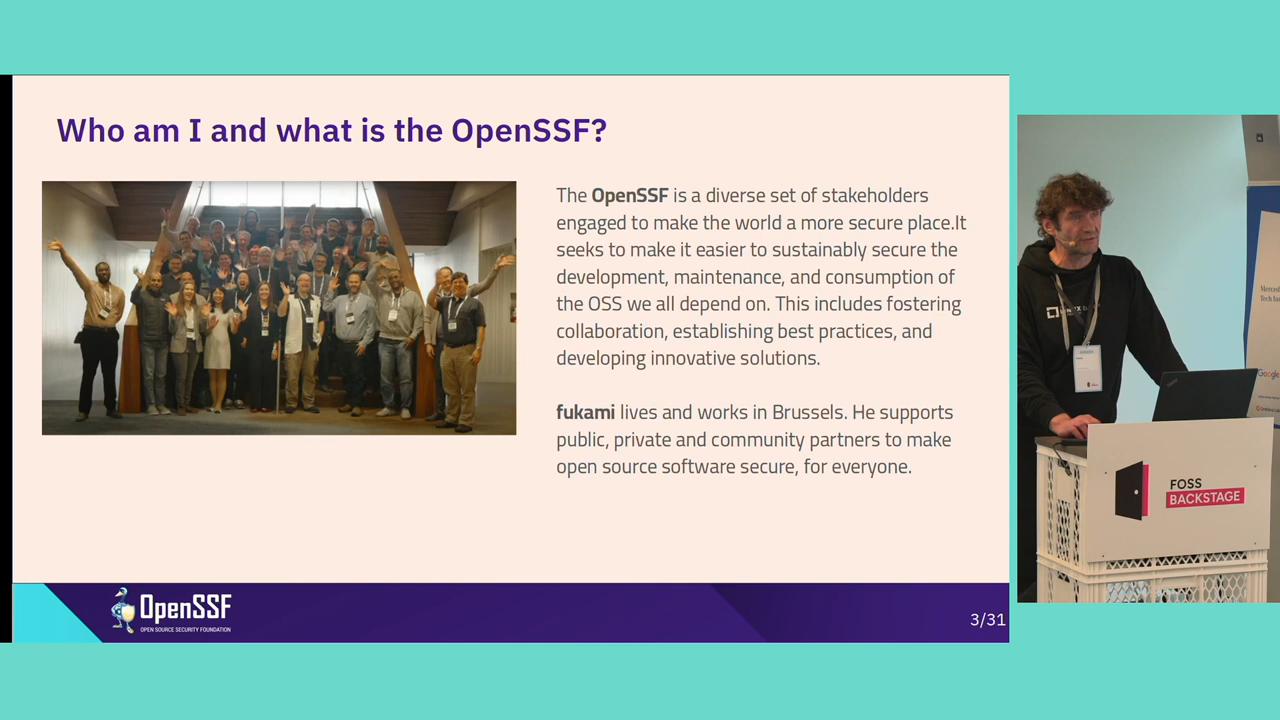 Who am I and what is the OpenSSF?
The OpenSSF is a diverse set of stakeholders
engaged to make the world a more secure place.It
seeks to make it easier to sustainably secure the
development, maintenance, and consumption of
the OSS we all depend on. This includes fostering
collaboration, establishing best practices, and
developing innovative solutions.
fukami lives and works in Brussels. He supports
public, private and community partners to make
open source software secure, for everyone.
OpenSSF
OPEN SOURCE SECURITY FOUNDATION
3/31
Google
FOSS
BACKSTAGE